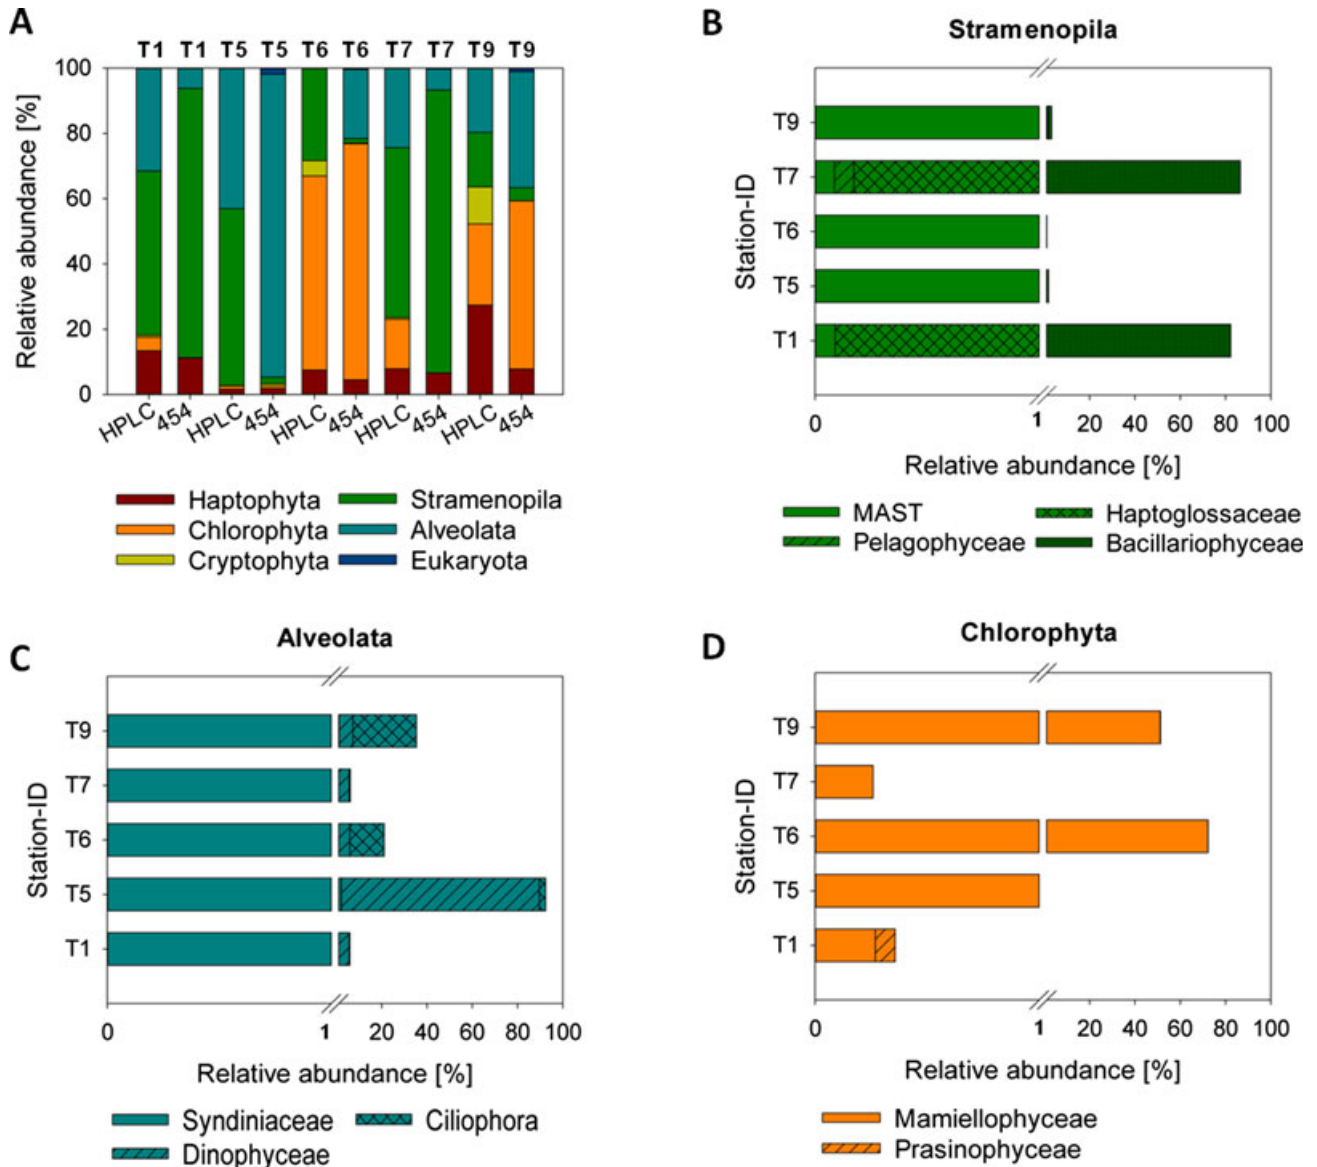 A
T1 T1 T5 T5 T6 T6 T7 T7 T9 T9
Relative abundance [%]
100
80
60
40
20
0
HPLC 454 HPLC 454 HPLC 454 HPLC 454 HPLC 454
Haptophyta
Stramenopila
Chlorophyta
Alveolata
Cryptophyta
Eukaryota
B
Stramenopila
Station-ID
T9
T7
T6
T5
T1
0 1 20 40 60 80 100
Relative abundance [%]
MAST
Haptoglossaceae
Pelagophyceae
Bacillariophyceae
C
Alveolata
Station-ID
T9
T7
T6
T5
T1
0 1 20 40 60 80 100
Relative abundance [%]
Syndiniaceae
Ciliophora
Dinophyceae
D
Chlorophyta
Station-ID
T9
T7
T6
T5
T1
0 1 20 40 60 80 100
Relative abundance [%]
Mamiellophyceae
Prasinophyceae